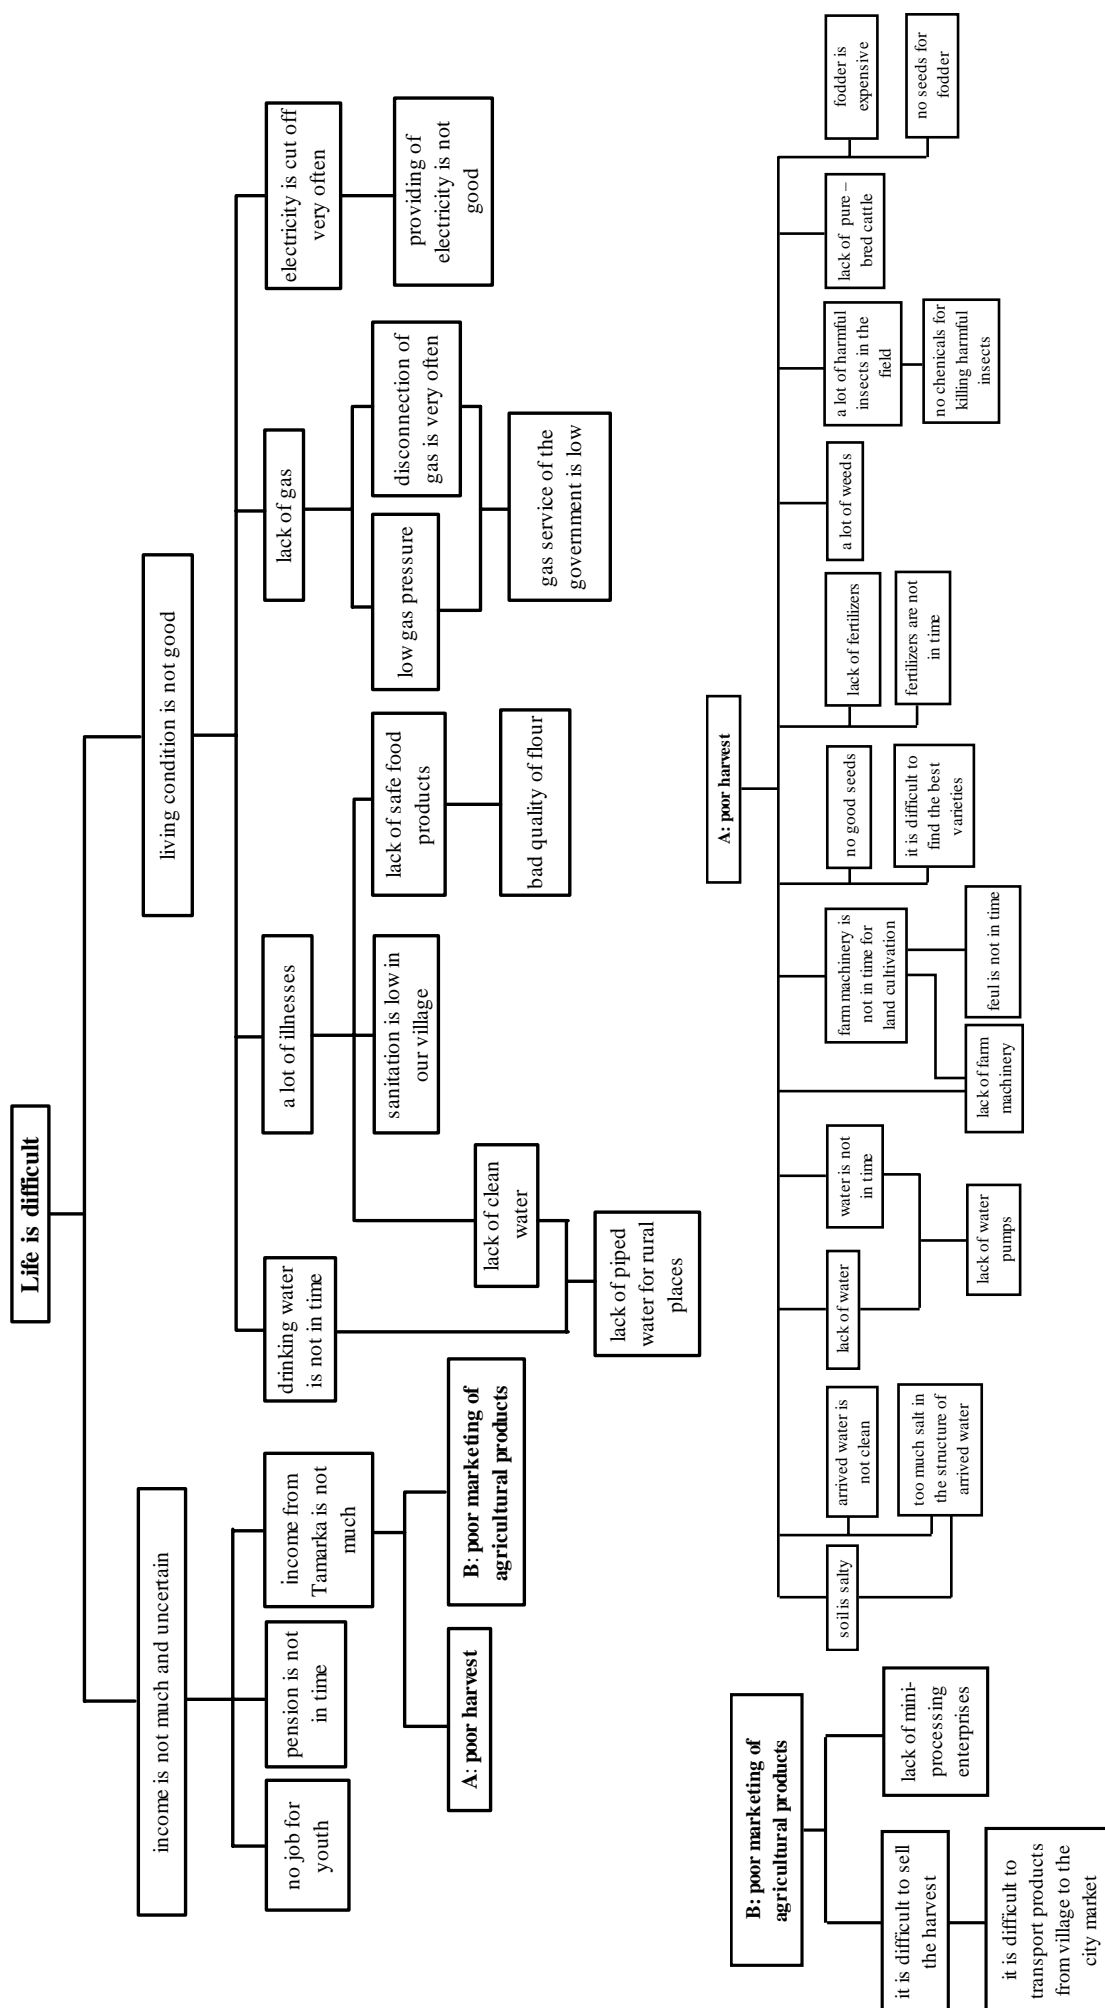 Life is difficult
income is not much and uncertain
living condition is not good
no job for
youth
pension is not
in time
income from
Tamarka is not
much
drinking water
is not in time
a lot of illnesses
lack of gas
electricity is cut off
very often
A: poor harvest
B: poor marketing of
agricultural products
lack of clean
water
sanitation is low in
our village
lack of safe food
products
low gas pressure
disconnection of
gas is very often
providing of
electricity is not
good
lack of piped
water for rural
places
bad quality of flour
gas service of the
government is low
B: poor marketing of
agricultural products
it is difficult to sell
the harvest
lack of mini-
processing
enterprises
it is difficult to
transport products
from village to the
city market
A: poor harvest
soil is salty
arrived water is
not clean
too much salt in
the structure of
arrived water
lack of water
water is not
in time
lack of water
pumps
farm machinery is
not in time for
land cultivation
lack of farm
machinery
feul is not in time
no good seeds
it is difficult to
find the best
varieties
lack of fertilizers
fertilizers are not
in time
a lot of weeds
a lot of harmful
insects in the
field
no chenicals for
killing harmful
insects
lack of pure –
bred cattle
fodder is
expensive
no seeds for
fodder